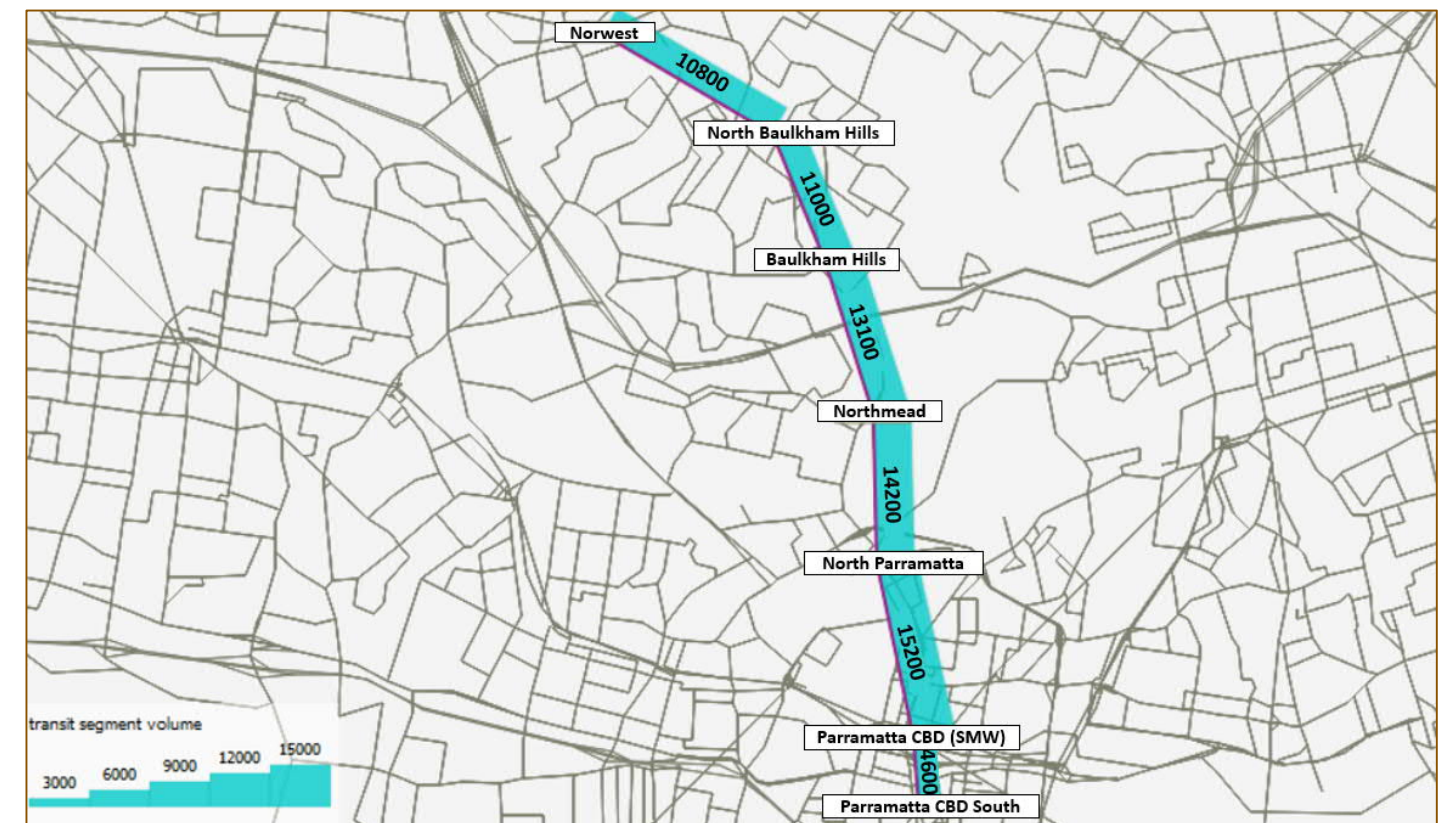 Norwest
10800
North Baulkham Hills
11000
Baulkham Hills
13100
Northmead
14200
North Parramatta
15200
Parramatta CBD (SMW)
4600
Parramatta CBD South
transit segment volume
3000
6000
9000
12000
15000